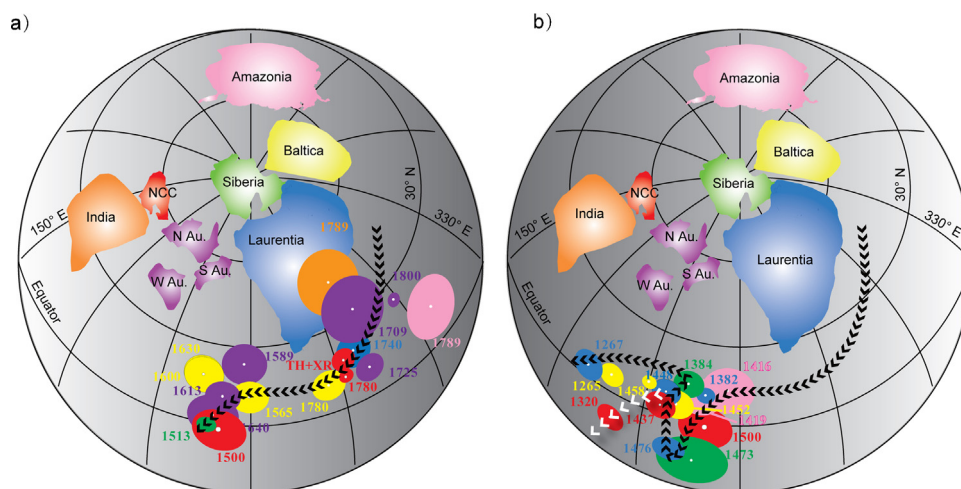 a)
Amazonia
Baltica
Siberia
NCC
India
150° E
30° N
330° E
N Au.
S Au.
W Au.
Laurentia
Equator
1789
1800
1709
1789
1740
TH+XR
1725
1780
1780
1630
1600
1589
1613
1565
1513
640
1500
b)
Amazonia
Baltica
Siberia
NCC
India
150° E
30° N
330° E
N Au.
S Au.
W Au.
Laurentia
Equator
1267
1265
1320
1458
1384
1416
1382
1437
1452
1419
1476
1500
1473